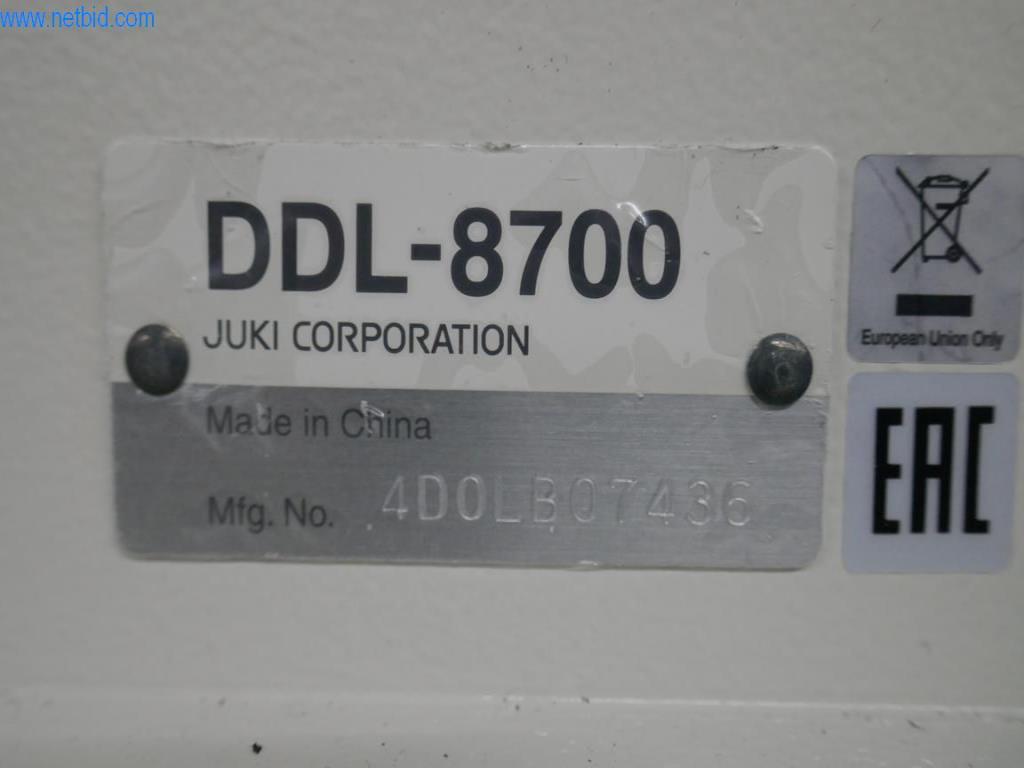 www.netbid.com
DDL-8700
JUKI CORPORATION
Made in China
Mfg. No. 4D0LB07436
European Union Only
EAC